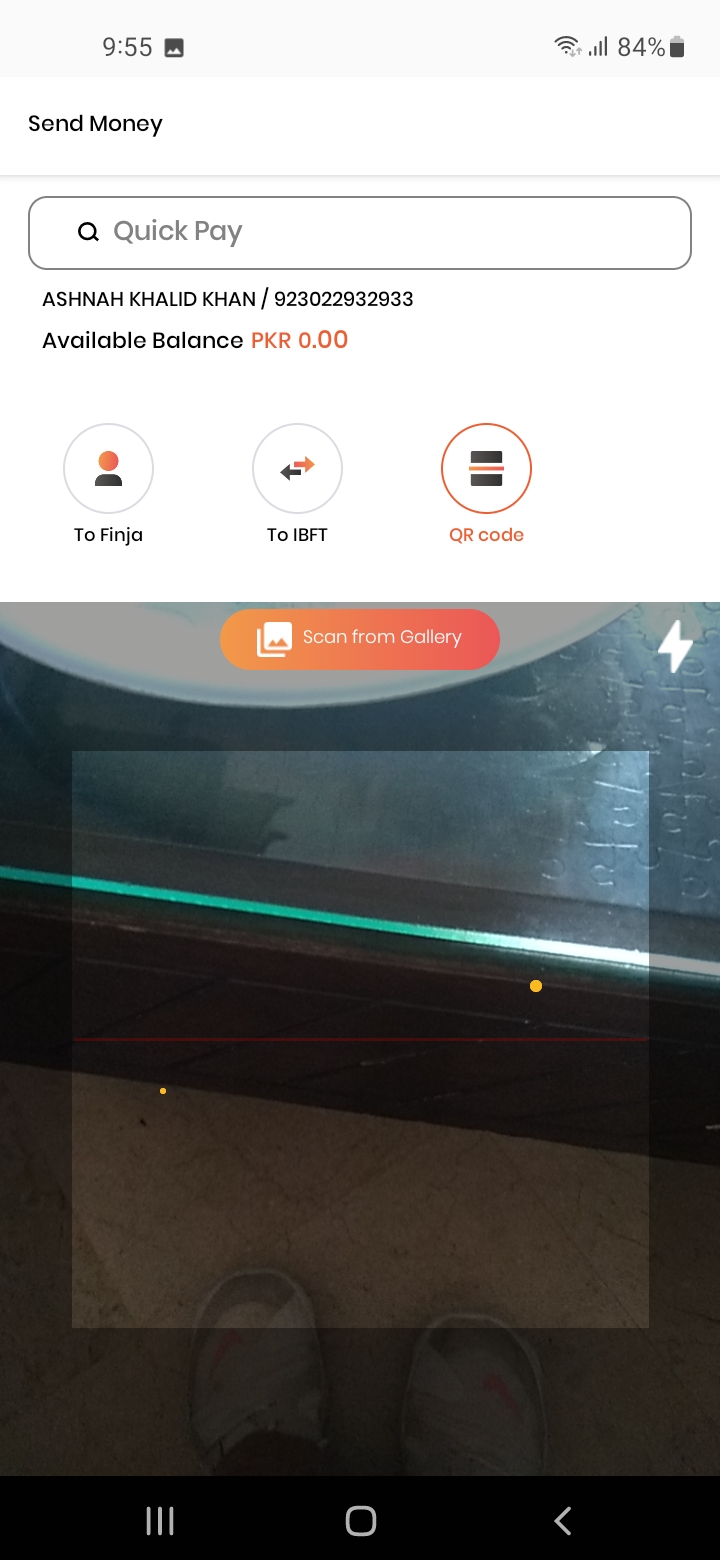 9:55 84%
Send Money
Quick Pay
ASHNAH KHALID KHAN / 923022932933
Available Balance PKR 0.00
To Finja To IBFT QR code
Scan from Gallery